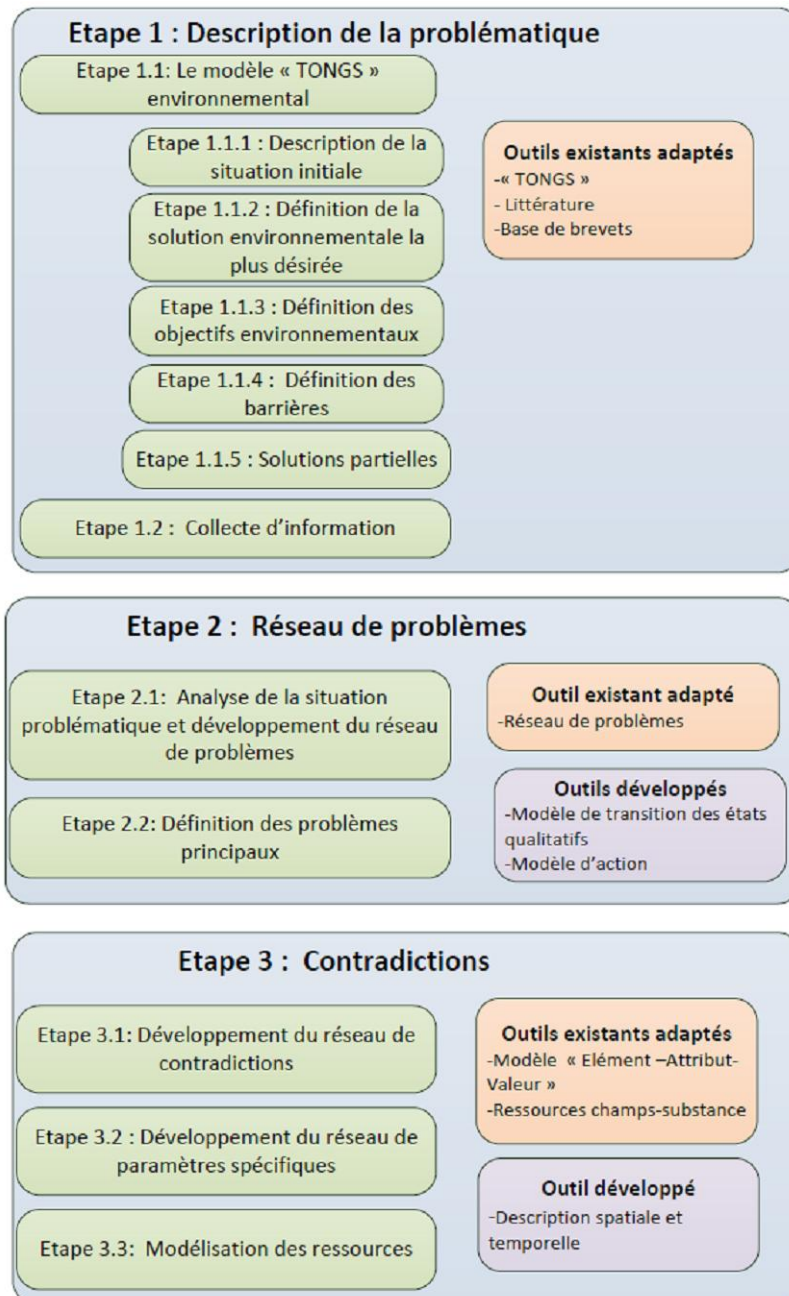 Etape 1 : Description de la problématique
Etape 1.1: Le modèle « TONGS »
environnemental
Etape 1.1.1 : Description de la
situation initiale
Etape 1.1.2 : Définition de la
solution environnementale la
plus désirée
Etape 1.1.3 : Définition des
objectifs environnementaux
Etape 1.1.4 : Définition des
barrières
Etape 1.1.5 : Solutions partielles
Etape 1.2 : Collecte d’information
Outils existants adaptés
-« TONGS »
- Littérature
-Base de brevets
Etape 2 : Réseau de problèmes
Etape 2.1: Analyse de la situation
problématique et développement du réseau
de problèmes
Etape 2.2: Définition des problèmes
principaux
Outil existant adapté
-Réseau de problèmes
Outils développés
-Modèle de transition des états
qualitatifs
-Modèle d’action
Etape 3 : Contradictions
Etape 3.1: Développement du réseau de
contradictions
Etape 3.2 : Développement du réseau de
paramètres spécifiques
Etape 3.3: Modélisation des ressources
Outils existants adaptés
-Modèle « Elément –Attribut-
Valeur »
-Ressources champs-substance
Outil développé
-Description spatiale et
temporelle